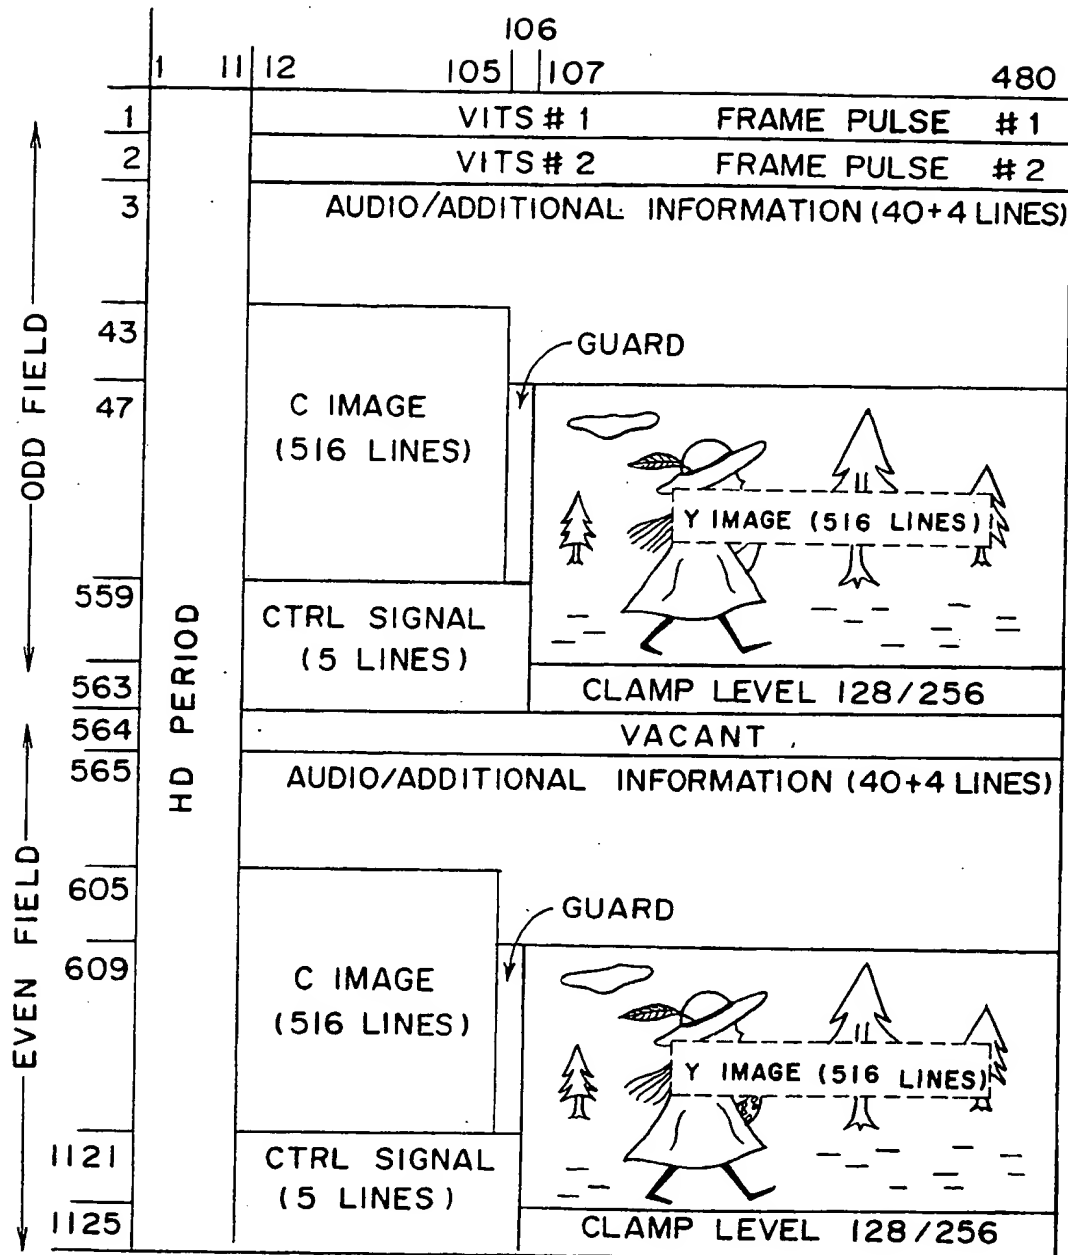 106
1 11 12 105 107 480
1 VITS # 1 FRAME PULSE # 1
2 VITS # 2 FRAME PULSE # 2
3 AUDIO/ADDITIONAL INFORMATION (40+4 LINES)
43
GUARD
47 C IMAGE
(516 LINES)
Y IMAGE (516 LINES)
ODD FIELD
559 CTRL SIGNAL
(5 LINES)
563 CLAMP LEVEL 128/256
HD PERIOD
564 VACANT
565 AUDIO/ADDITIONAL INFORMATION (40+4 LINES)
605
GUARD
609 C IMAGE
(516 LINES)
Y IMAGE (516 LINES)
EVEN FIELD
1121 CTRL SIGNAL
(5 LINES)
1125 CLAMP LEVEL 128/256